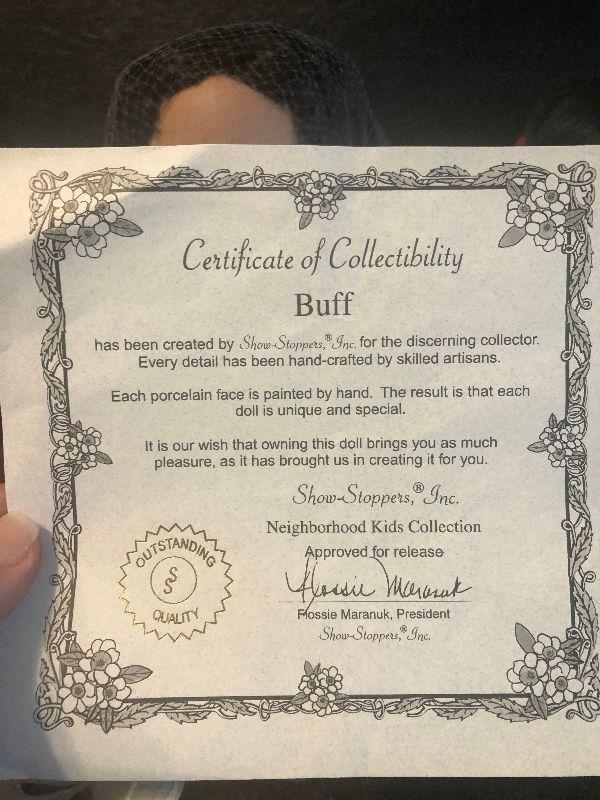 Certificate of Collectibility
Buff
has been created by Show-Stoppers,® Inc. for the discerning collector.
Every detail has been hand-crafted by skilled artisans.
Each porcelain face is painted by hand. The result is that each
doll is unique and special.
It is our wish that owning this doll brings you as much
pleasure, as it has brought us in creating it for you.
Show-Stoppers,® Inc.
Neighborhood Kids Collection
Approved for release
Flossie Maranuk
Flossie Maranuk, President
Show-Stoppers,® Inc.
OUTSTANDING
SS
QUALITY